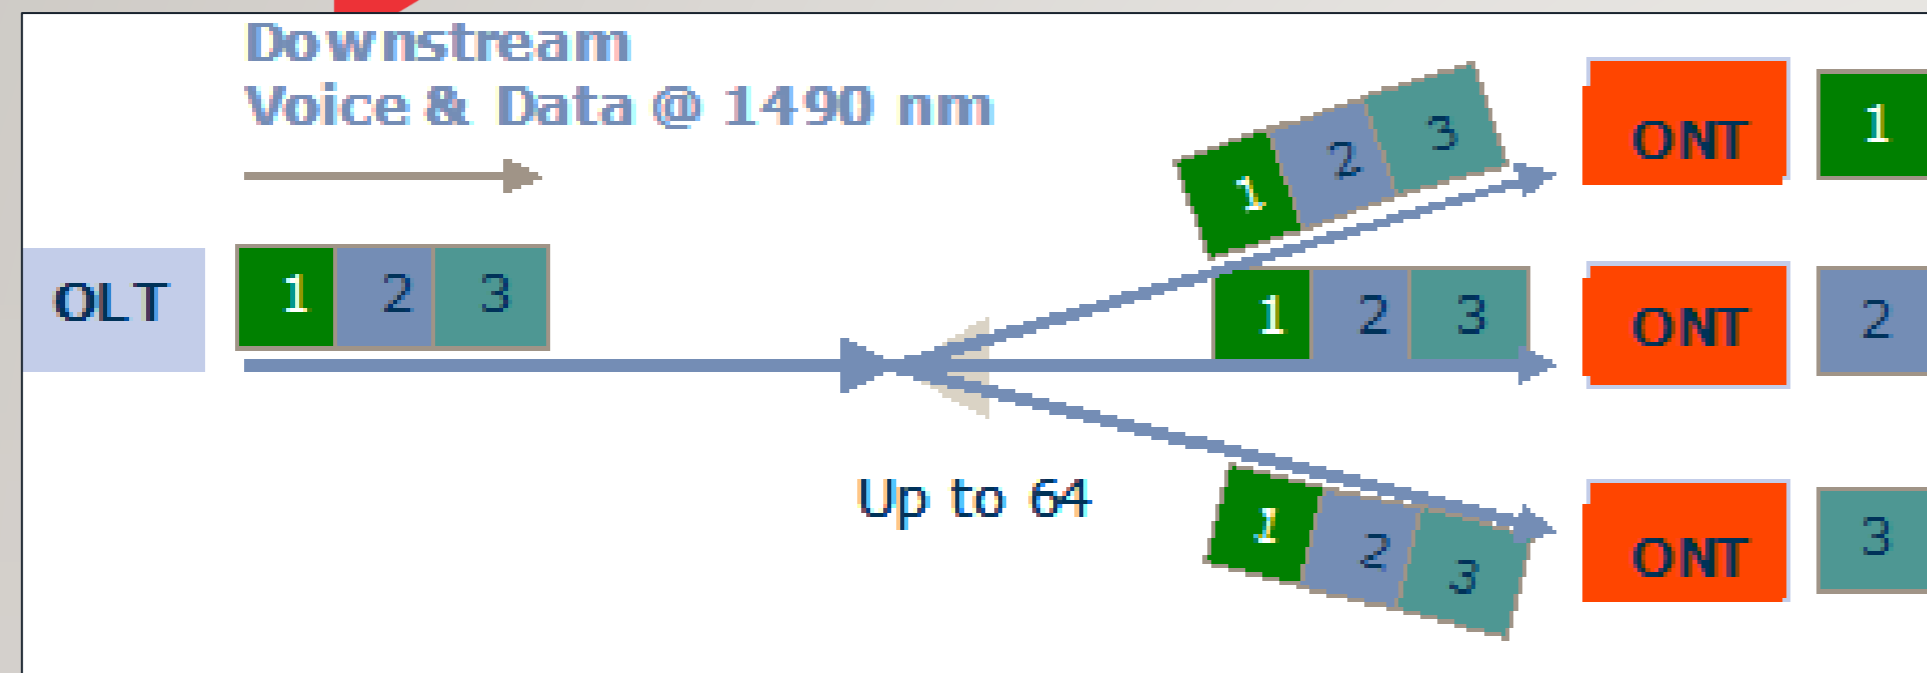 Downstream
Voice & Data @ 1490 nm
1 2 3
ONT
1
OLT
1 2 3
1 2 3
ONT
2
Up to 64
1 2 3
ONT
3